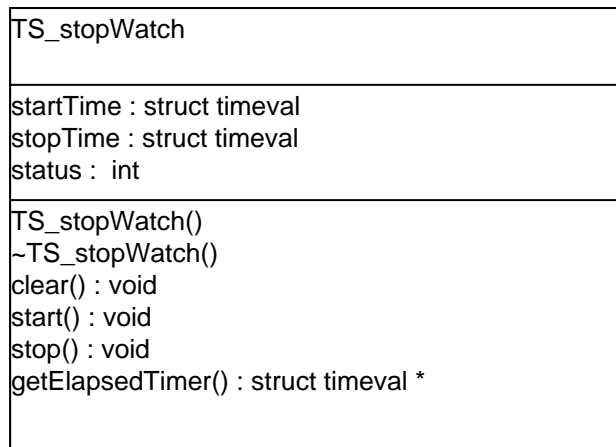 TS_stopWatch
startTime : struct timeval
stopTime : struct timeval
status :  int
TS_stopWatch()
~TS_stopWatch()
clear() : void
start() : void
stop() : void
getElapsedTimer() : struct timeval *